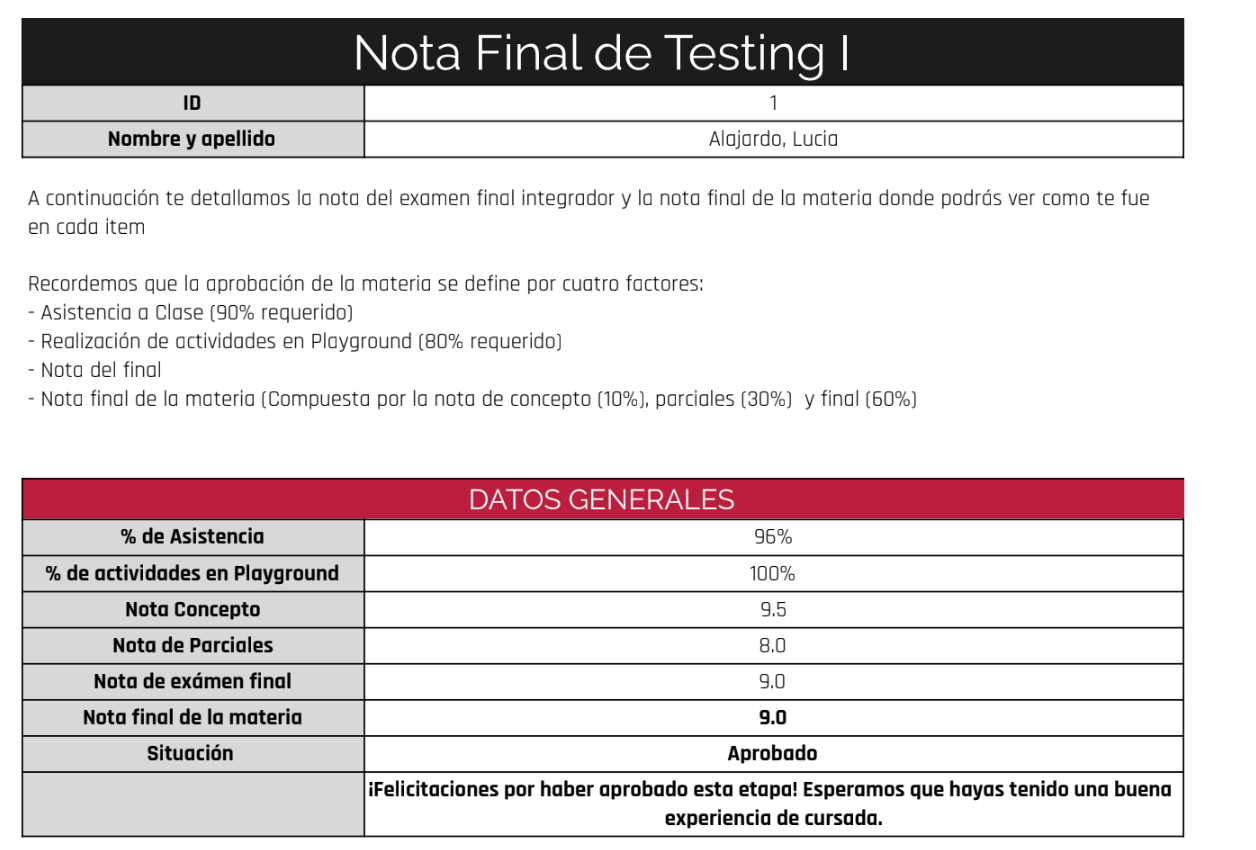 Nota Final de Testing I
ID 1
Nombre y apellido Alajardo, Lucia
A continuación te detallamos la nota del examen final integrador y la nota final de la materia donde podrás ver como te fue
en cada item
Recordemos que la aprobación de la materia se define por cuatro factores:
- Asistencia a Clase (90% requerido)
- Realización de actividades en Playground (80% requerido)
- Nota del final
- Nota final de la materia (Compuesta por la nota de concepto (10%), parciales (30%)  y final (60%)
DATOS GENERALES
% de Asistencia 96%
% de actividades en Playground 100%
Nota Concepto 9.5
Nota de Parciales 8.0
Nota de exámen final 9.0
Nota final de la materia 9.0
Situación Aprobado
¡Felicitaciones por haber aprobado esta etapa! Esperamos que hayas tenido una buena
experiencia de cursada.